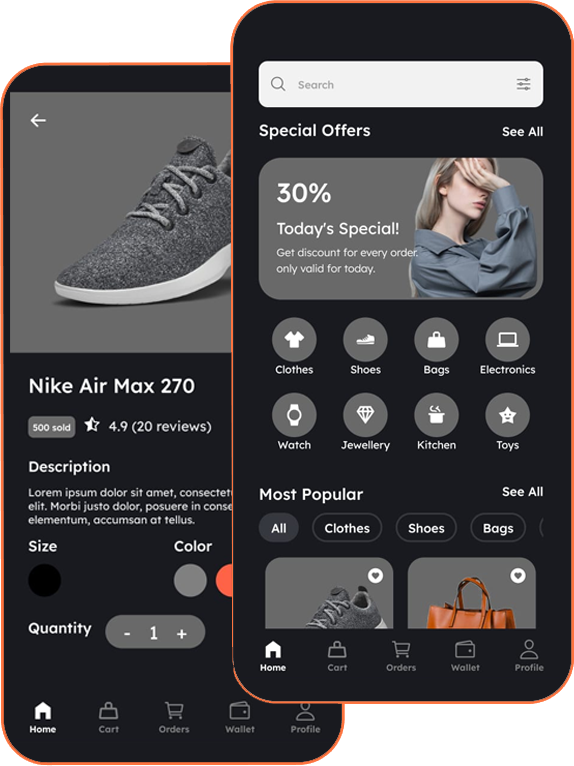 Search
Special Offers
See All
30%
Today's Special!
Get discount for every order.
only valid for today.
Clothes
Shoes
Bags
Electronics
Watch
Jewellery
Kitchen
Toys
Most Popular
See All
All
Clothes
Shoes
Bags
Home
Cart
Orders
Wallet
Profile
Nike Air Max 270
500 sold
4.9 (20 reviews)
Description
Lorem ipsum dolor sit amet,
elit. Morbi justo dolor, posuere in
elementum, accumsan at tellus.
Size
Color
Quantity
- 1 +
Home
Cart
Orders
Wallet
Profile